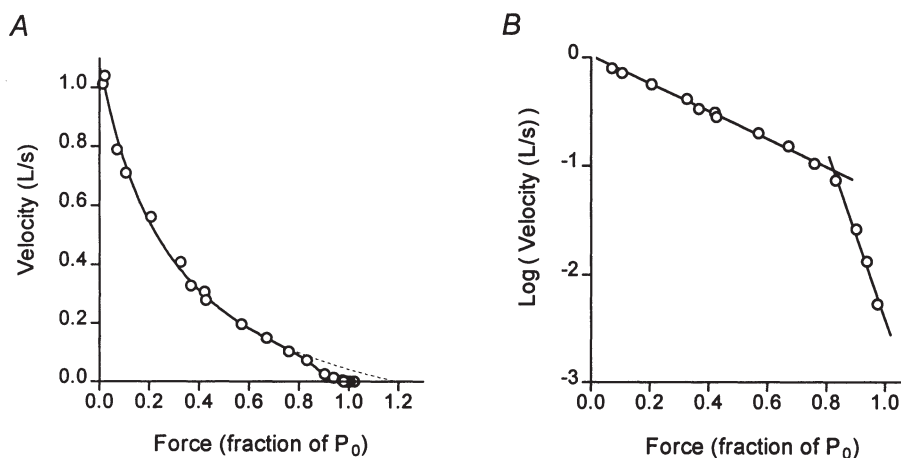 A
B
Velocity (L/s)
1.0
0.8
0.6
0.4
0.2
0.0
0.0 0.2 0.4 0.6 0.8 1.0 1.2
Force (fraction of P₀)
Log ( Velocity (L/s) )
-0
-1
-2
-3
0.0 0.2 0.4 0.6 0.8 1.0
Force (fraction of P₀)